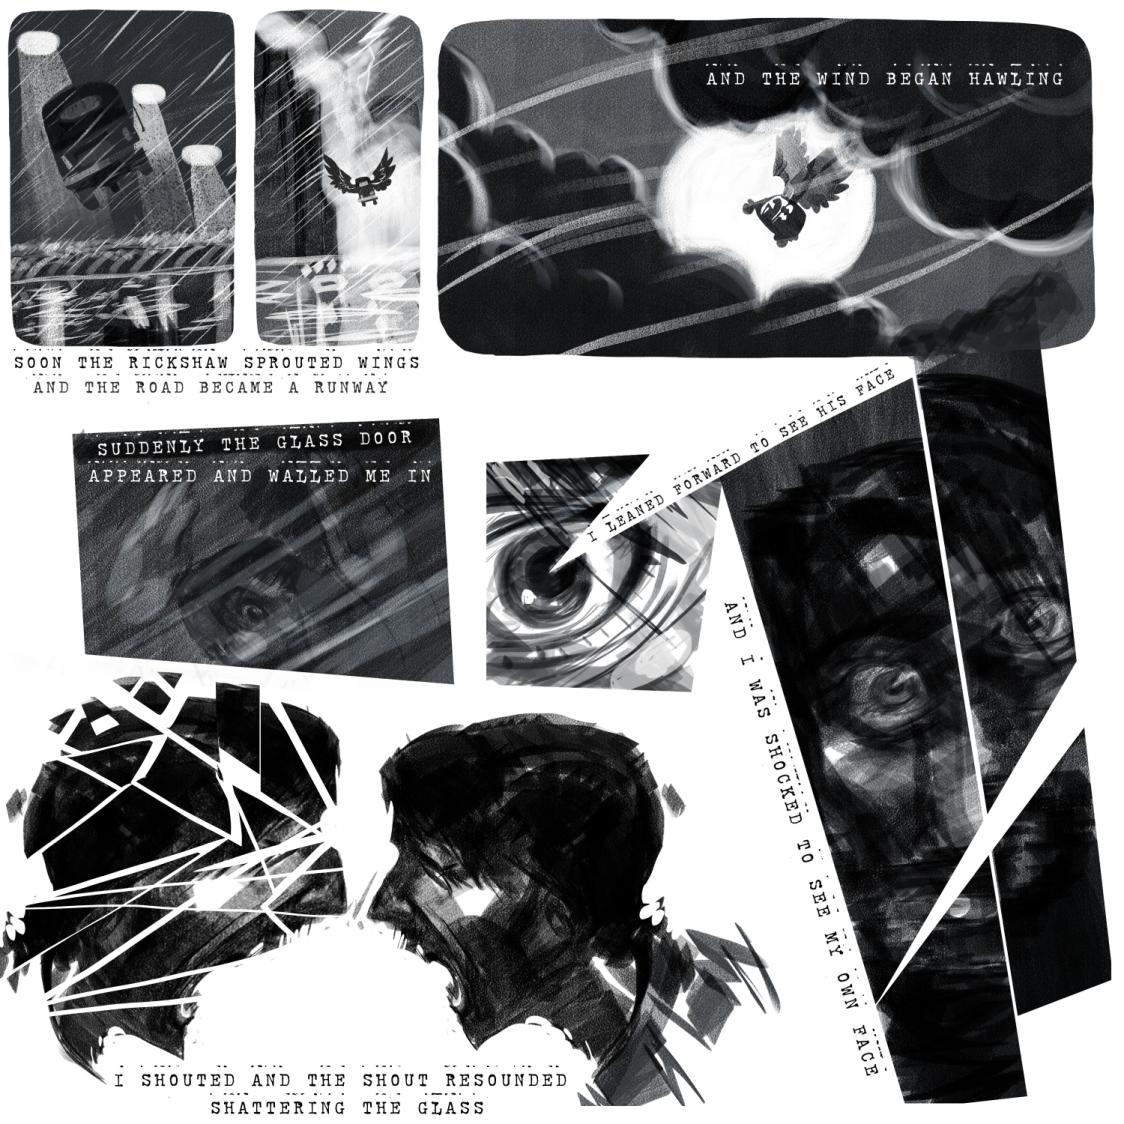 SOON THE RICKSHAW SPROUTED WINGS
AND THE ROAD BECAME A RUNWAY
AND THE WIND BEGAN HAWLING
SUDDENLY THE GLASS DOOR
APPEARED AND WALLED ME IN
I LEANED FORWARD TO SEE HIS FACE
AND I WAS SHOCKED TO SEE MY OWN FACE
I SHOUTED AND THE SHOUT RESOUNDED
SHATTERING THE GLASS